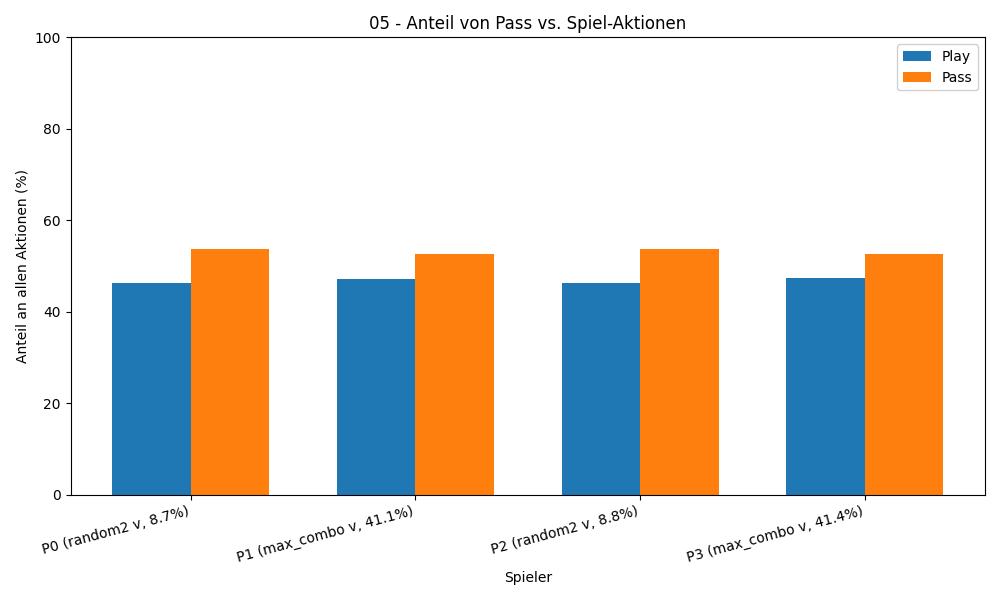 05 - Anteil von Pass vs. Spiel-Aktionen
Play
Pass
Anteil an allen Aktionen (%)
100
80
60
40
20
0
P0 (random2 v, 8.7%)
P1 (max_combo v, 41.1%)
P2 (random2 v, 8.8%)
P3 (max_combo v, 41.4%)
Spieler